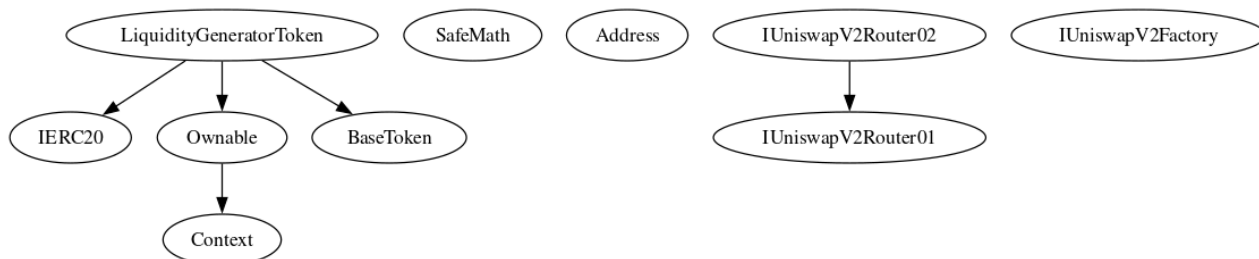 LiquidityGeneratorToken
SafeMath
Address
IUniswapV2Router02
IUniswapV2Factory
IERC20
Ownable
BaseToken
IUniswapV2Router01
Context